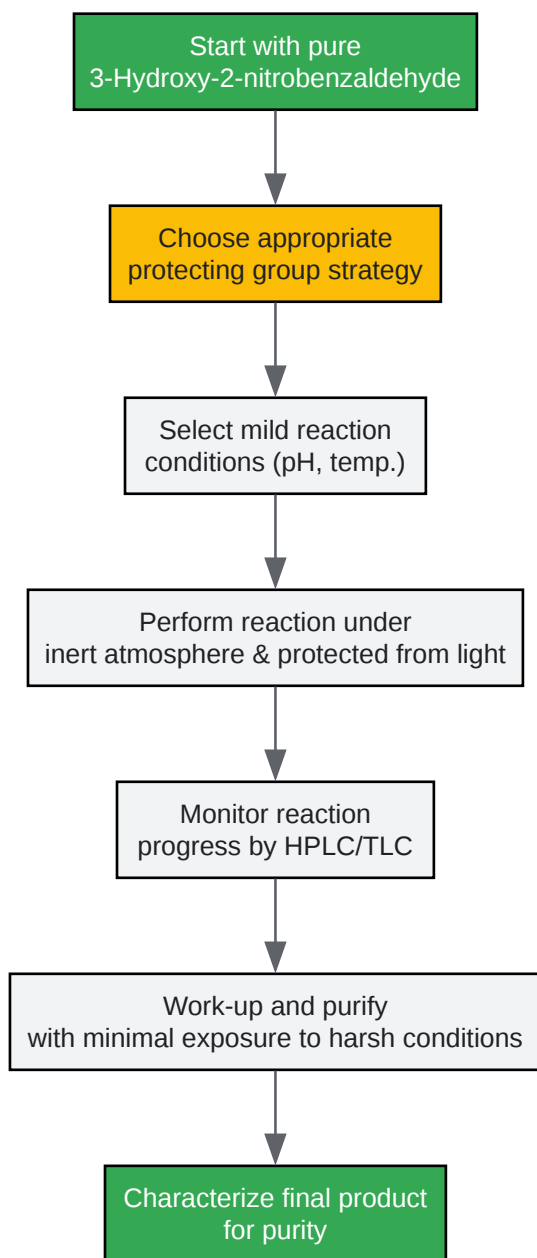 Start with pure
3-Hydroxy-2-nitrobenzaldehyde
Choose appropriate
protecting group strategy
Select mild reaction
conditions (pH, temp.)
Perform reaction under
inert atmosphere & protected from light
Monitor reaction
progress by HPLC/TLC
Work-up and purify
with minimal exposure to harsh conditions
Characterize final product
for purity